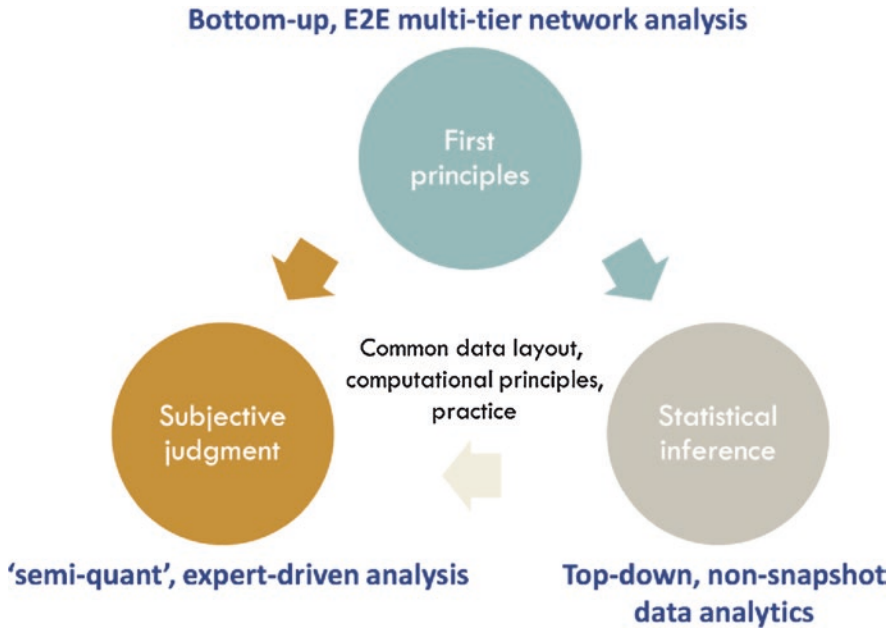 Bottom-up, E2E multi-tier network analysis
First
principles
Common data layout,
computational principles,
practice
Subjective
judgment
Statistical
inference
‘semi-quant’, expert-driven analysis
Top-down, non-snapshot
data analytics